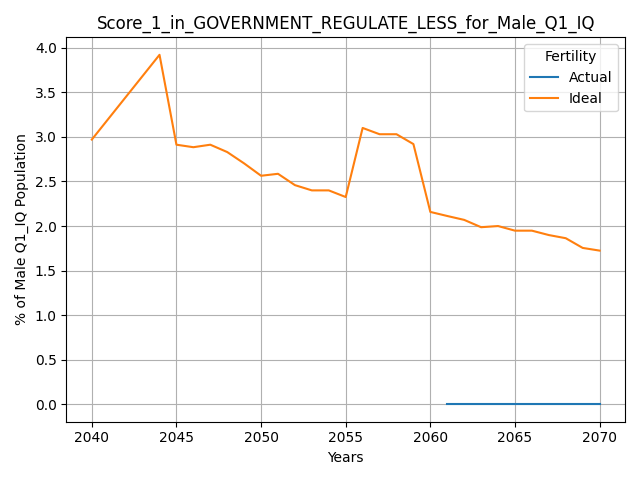 Score_1_in_GOVERNMENT_REGULATE_LESS_for_Male_Q1_IQ
Fertility
Actual
Ideal
% of Male Q1_IQ Population
4.0
3.5
3.0
2.5
2.0
1.5
1.0
0.5
0.0
2040 2045 2050 2055 2060 2065 2070
Years